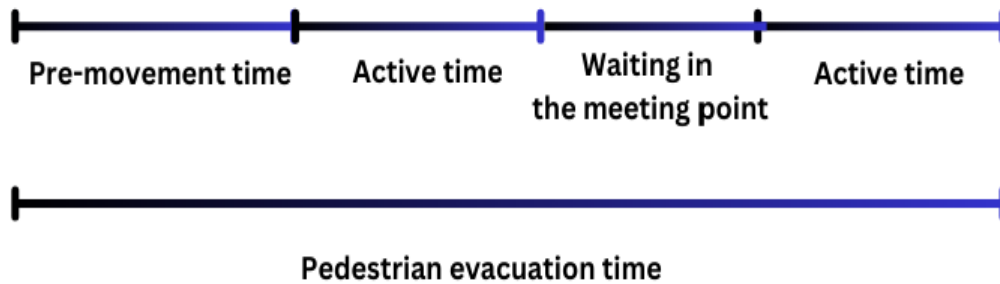 Pre-movement time
Active time
Waiting in
the meeting point
Active time
Pedestrian evacuation time